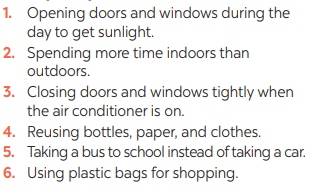 1. Opening doors and windows during the
day to get sunlight.
2. Spending more time indoors than
outdoors.
3. Closing doors and windows tightly when
the air conditioner is on.
4. Reusing bottles, paper, and clothes.
5. Taking a bus to school instead of taking a car.
6. Using plastic bags for shopping.